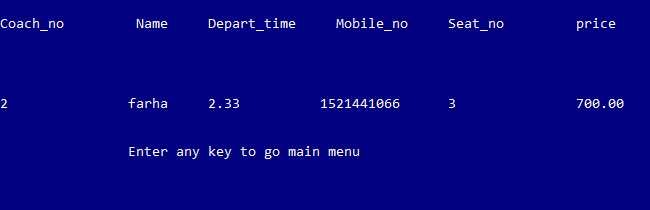 Coach_no Name Depart_time Mobile_no Seat_no price
2 farha 2.33 1521441066 3 700.00
Enter any key to go main menu